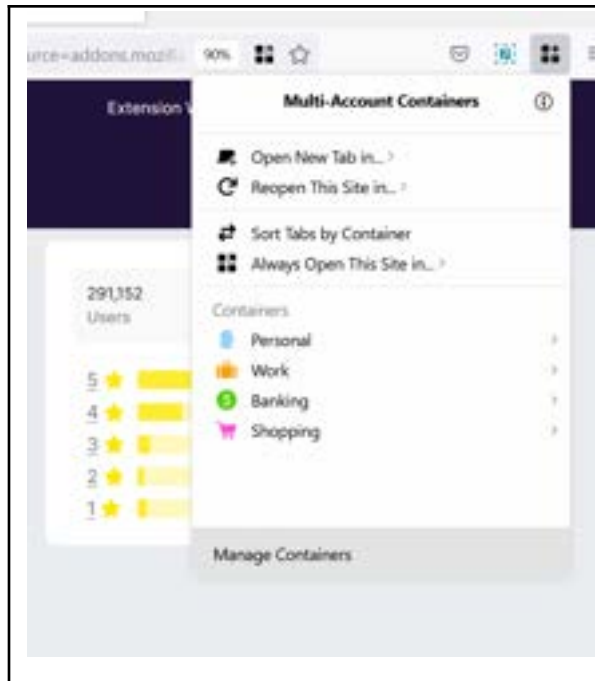 urce=addons.mozill
90%
Extension V
Multi-Account Containers
Open New Tab in... >
Reopen This Site in... >
Sort Tabs by Container
Always Open This Site in... >
291,152
Users
5
4
3
2
1
Containers
Personal >
Work >
Banking >
Shopping >
Manage Containers